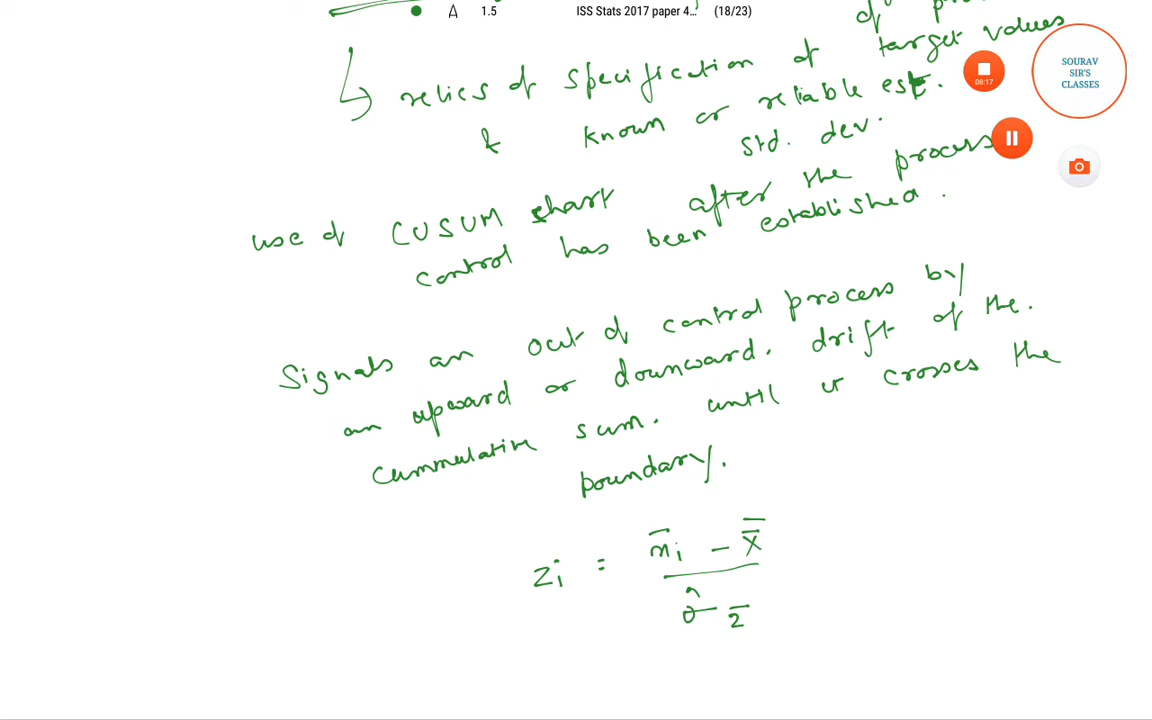 A 1.5 ISS Stats 2017 paper 4... (18/23)
of
↳ relies of specification of target values
& known or reliable est.
std. dev.
SOURAV
SIR'S
CLASSES
08:17
use of CUSUM chart after the process
control has been established.
Signals an out of control process by
an upward or downward. drift of the.
cummulative sum. until it crosses the
boundary.
zi = x̄i - X̿ / σ̂ z̄